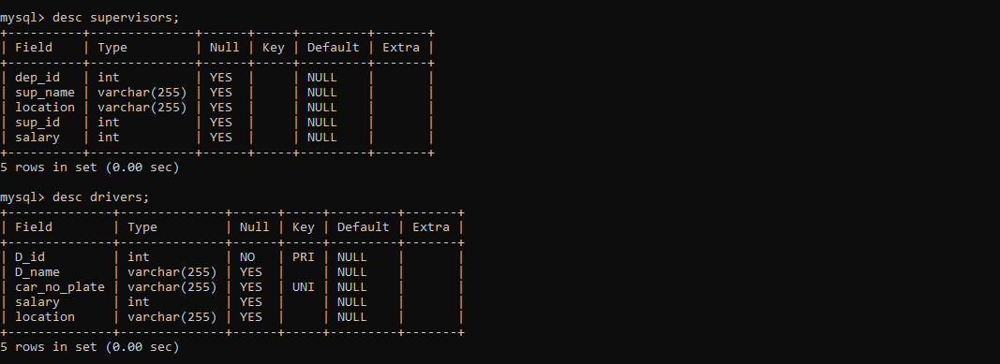 mysql> desc supervisors;
+----------+--------------+------+-----+---------+-------+
| Field    | Type         | Null | Key | Default | Extra |
+----------+--------------+------+-----+---------+-------+
| dep_id   | int          | YES  |     | NULL    |       |
| sup_name | varchar(255) | YES  |     | NULL    |       |
| location | varchar(255) | YES  |     | NULL    |       |
| sup_id   | int          | YES  |     | NULL    |       |
| salary   | int          | YES  |     | NULL    |       |
+----------+--------------+------+-----+---------+-------+
5 rows in set (0.00 sec)

mysql> desc drivers;
+--------------+--------------+------+-----+---------+-------+
| Field        | Type         | Null | Key | Default | Extra |
+--------------+--------------+------+-----+---------+-------+
| D_id         | int          | NO   | PRI | NULL    |       |
| D_name       | varchar(255) | YES  |     | NULL    |       |
| car_no_plate | varchar(255) | YES  | UNI | NULL    |       |
| salary       | int          | YES  |     | NULL    |       |
| location     | varchar(255) | YES  |     | NULL    |       |
+--------------+--------------+------+-----+---------+-------+
5 rows in set (0.00 sec)